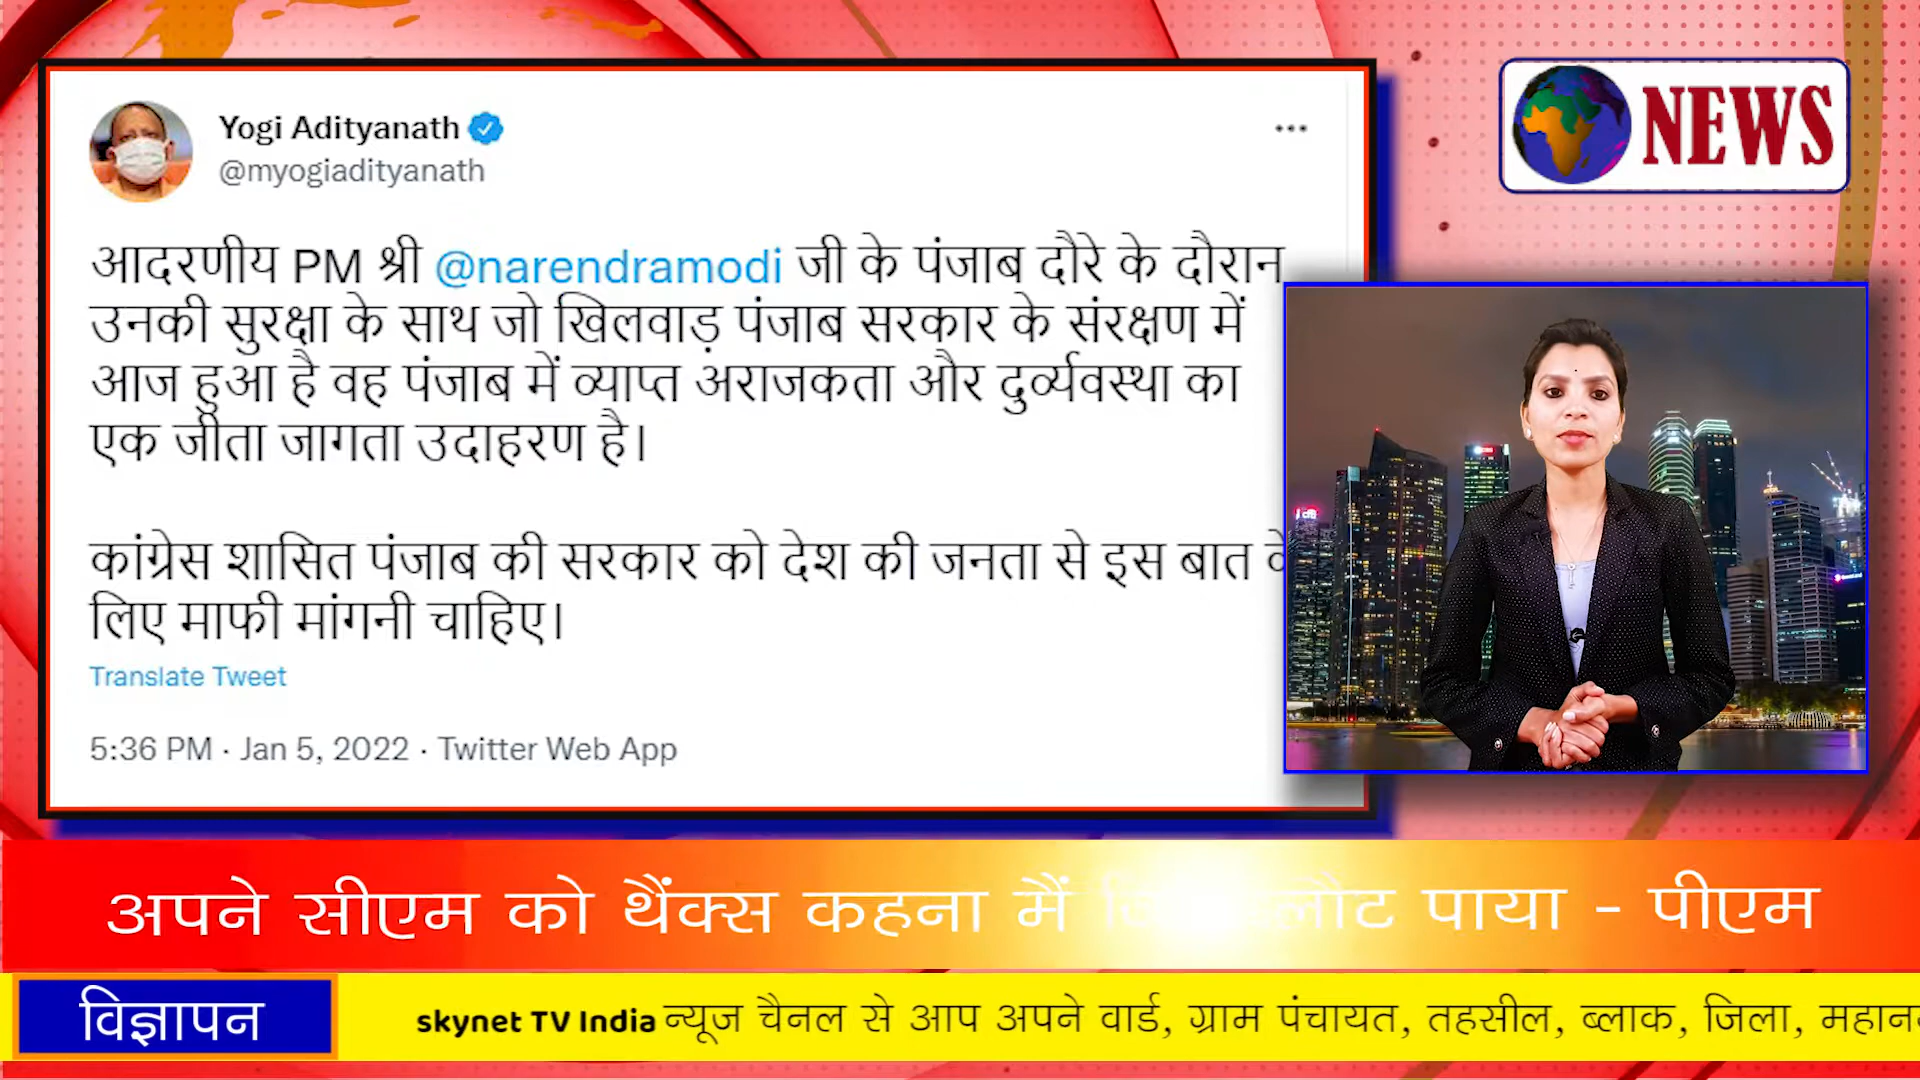 Yogi Adityanath
@myogiadityanath
आदरणीय PM श्री @narendramodi जी के पंजाब दौरे के दौरान
उनकी सुरक्षा के साथ जो खिलवाड़ पंजाब सरकार के संरक्षण में
आज हुआ है वह पंजाब में व्याप्त अराजकता और दुर्व्यवस्था का
एक जीता जागता उदाहरण है।
कांग्रेस शासित पंजाब की सरकार को देश की जनता से इस बात
लिए माफी मांगनी चाहिए।
Translate Tweet
5:36 PM · Jan 5, 2022 · Twitter Web App
NEWS
citi
अपने सीएम को थैंक्स कहना मैं लौट पाया - पीएम
विज्ञापन
skynet TV India न्यूज चैनल से आप अपने वार्ड, ग्राम पंचायत, तहसील, ब्लाक, जिला,